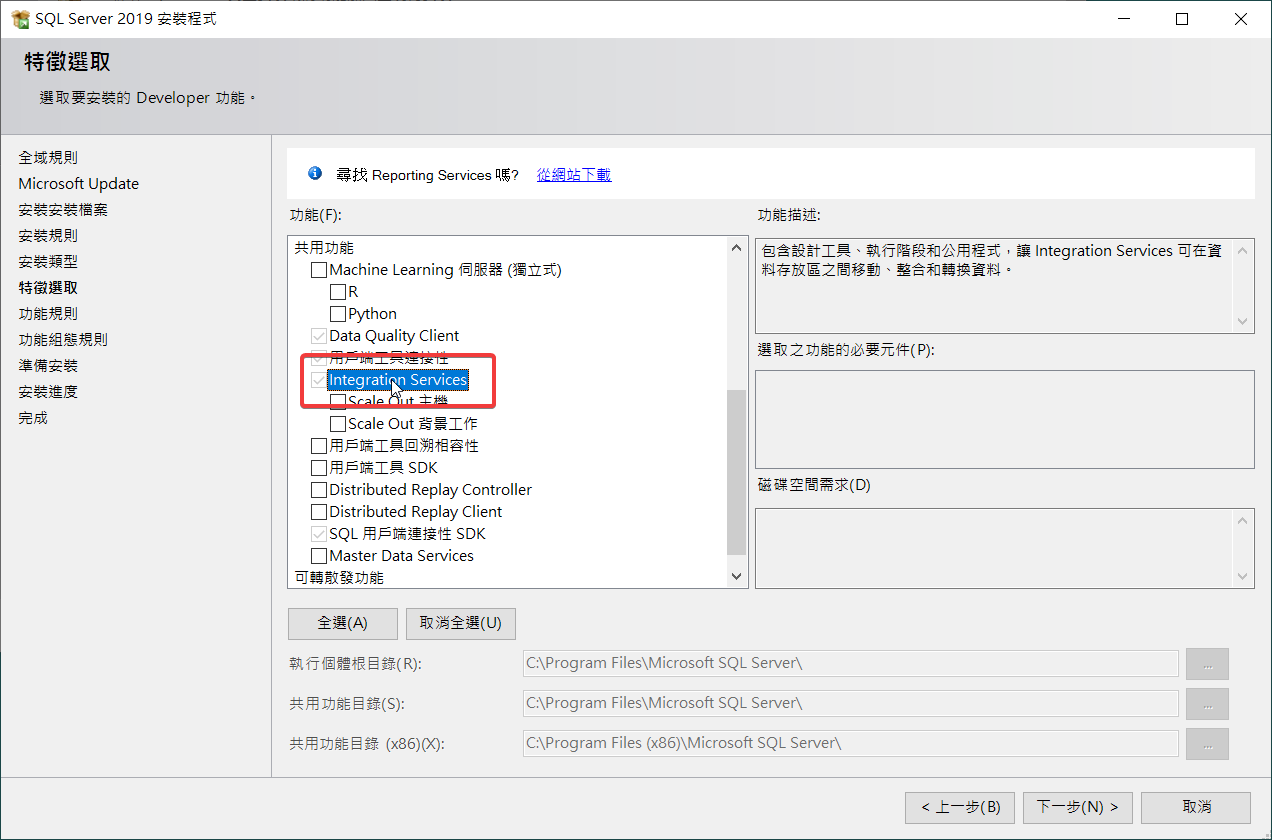 SQL Server 2019 安裝程式
特徵選取
選取要安裝的 Developer 功能。
全域規則
Microsoft Update
安裝安裝檔案
安裝規則
安裝類型
特徵選取
功能規則
功能組態規則
準備安裝
安裝進度
完成
尋找 Reporting Services 嗎? 從網站下載
功能(F):
共用功能
Machine Learning 伺服器 (獨立式)
R
Python
Data Quality Client
用戶端工具連接性
Integration Services
Scale Out 主機
Scale Out 背景工作
用戶端工具回溯相容性
用戶端工具 SDK
Distributed Replay Controller
Distributed Replay Client
SQL 用戶端連接性 SDK
Master Data Services
可轉散發功能
功能描述:
包含設計工具、執行階段和公用程式，讓 Integration Services 可在資
料存放區之間移動、整合和轉換資料。
選取之功能的必要元件(P):
磁碟空間需求(D)
全選(A)
取消全選(U)
執行個體根目錄(R): C:\Program Files\Microsoft SQL Server\ ...
共用功能目錄(S): C:\Program Files\Microsoft SQL Server\ ...
共用功能目錄 (x86)(X): C:\Program Files (x86)\Microsoft SQL Server\ ...
< 上一步(B)
下一步(N) >
取消